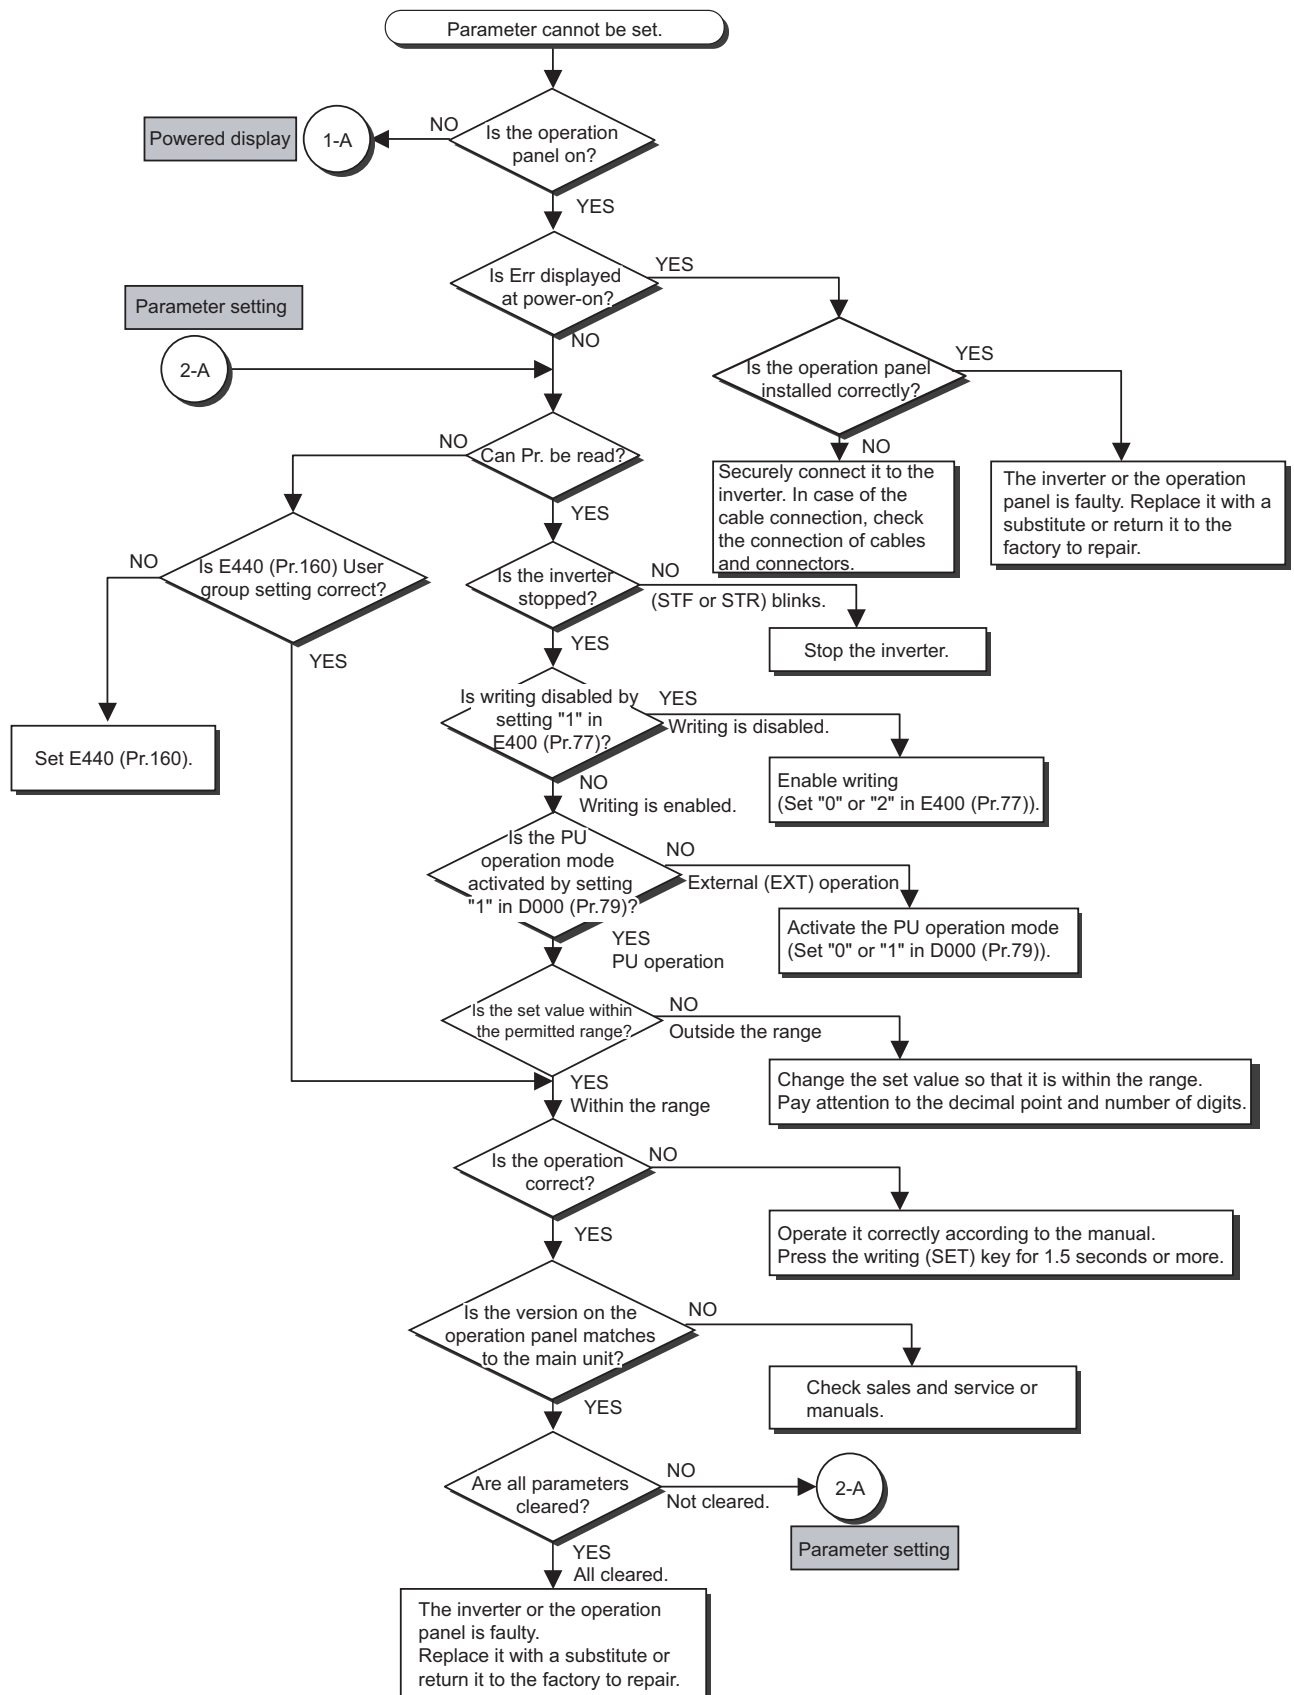 Parameter cannot be set.
Powered display
1-A
NO
Is the operation
panel on?
YES
Is Err displayed
at power-on?
YES
Parameter setting
NO
2-A
Is the operation panel
installed correctly?
YES
NO
NO
Can Pr. be read?
YES
Securely connect it to the
inverter. In case of the
cable connection, check
the connection of cables
and connectors.
The inverter or the operation
panel is faulty. Replace it with a
substitute or return it to the
factory to repair.
NO
Is E440 (Pr.160) User
group setting correct?
YES
Set E440 (Pr.160).
Is the inverter
stopped?
NO
(STF or STR) blinks.
YES
Stop the inverter.
Is writing disabled by
setting "1" in
E400 (Pr.77)?
YES
Writing is disabled.
NO
Writing is enabled.
Enable writing
(Set "0" or "2" in E400 (Pr.77)).
Is the PU
operation mode
activated by setting
"1" in D000 (Pr.79)?
NO
External (EXT) operation
YES
PU operation
Activate the PU operation mode
(Set "0" or "1" in D000 (Pr.79)).
Is the set value within
the permitted range?
NO
Outside the range
YES
Within the range
Change the set value so that it is within the range.
Pay attention to the decimal point and number of digits.
Is the operation
correct?
NO
YES
Operate it correctly according to the manual.
Press the writing (SET) key for 1.5 seconds or more.
Is the version on the
operation panel matches
to the main unit?
NO
YES
Check sales and service or
manuals.
Are all parameters
cleared?
NO
Not cleared.
2-A
Parameter setting
YES
All cleared.
The inverter or the operation
panel is faulty.
Replace it with a substitute or
return it to the factory to repair.